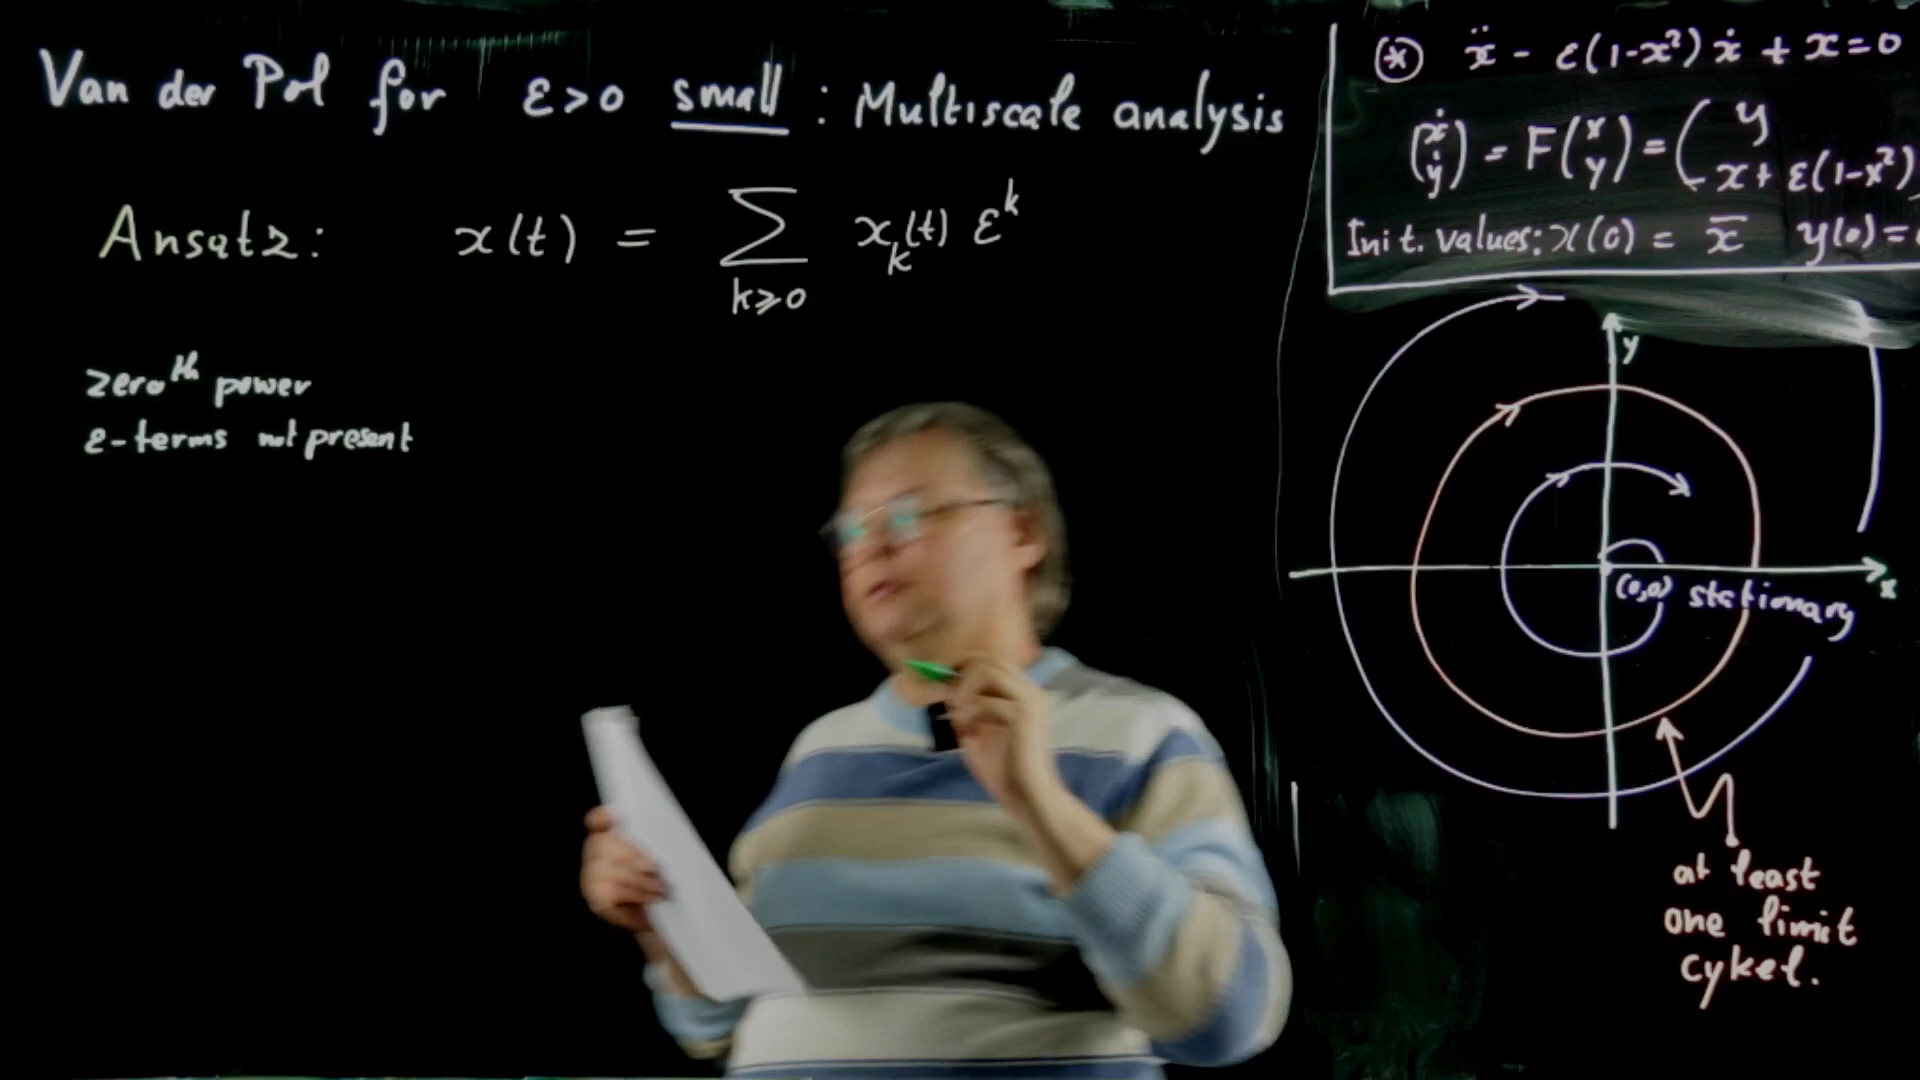 Van der Pol for ε>0 small : Multiscale analysis
Ansatz: x(t) = ∑ x_k(t) ε^k
k≥0
zero^th power
ε-terms not present
(*) ẍ - ε(1-x²) ẋ + x = 0
(ẋ ẏ) = F(x y) = (y
x + ε(1-x²)
Init. values: x(0) = x̄ y(0) =
y
x
(0,0) stationary
at least
one limit
cykel.